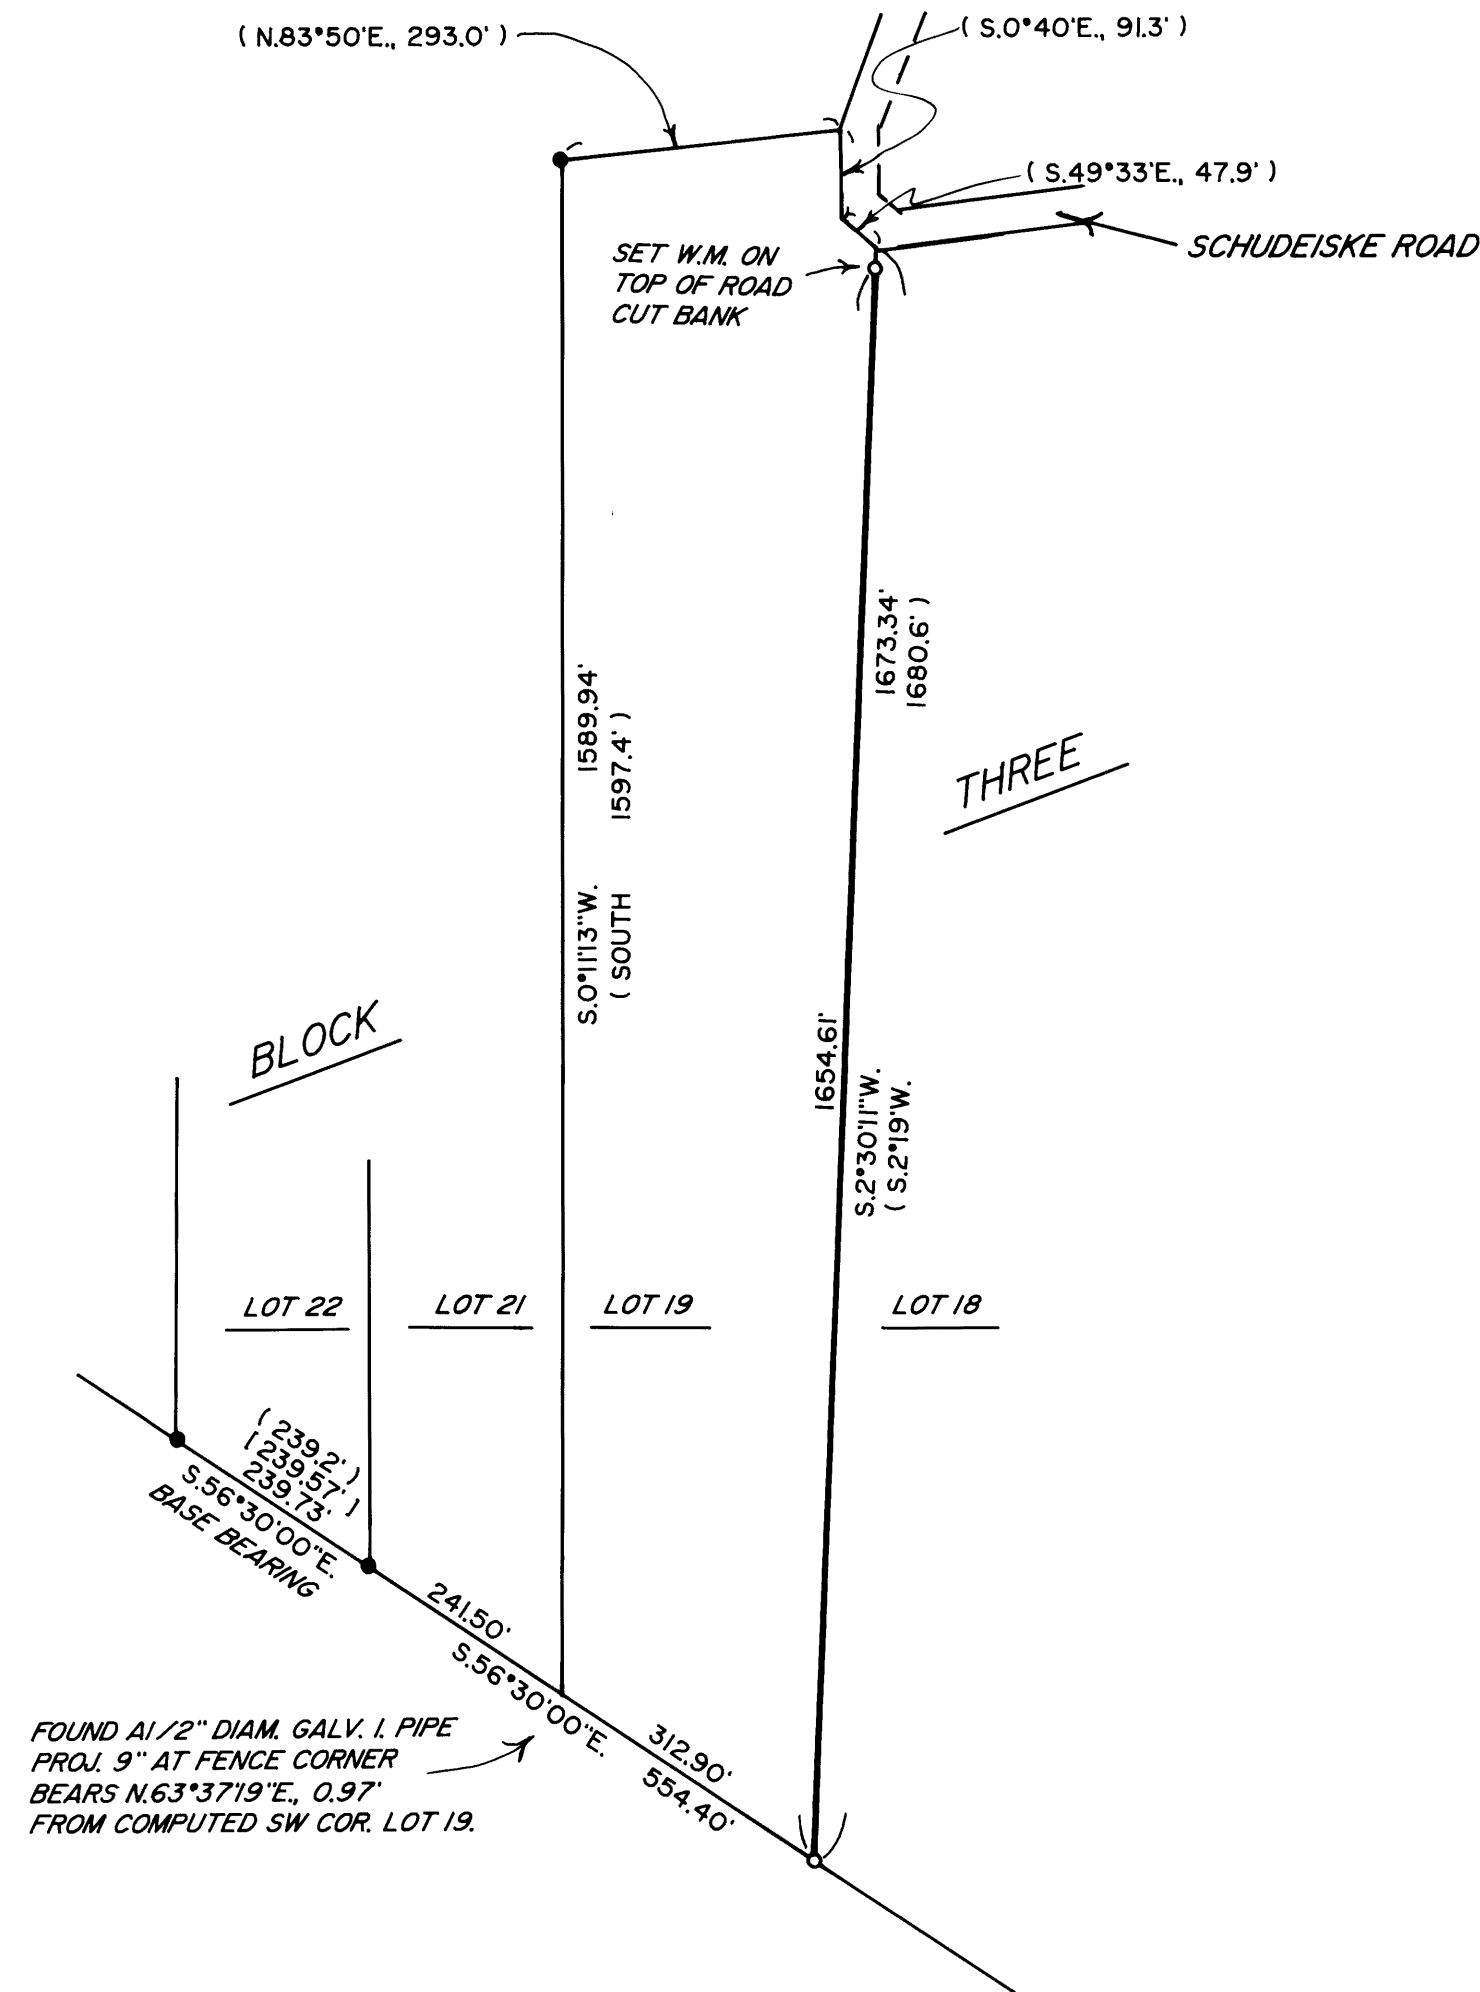 ( N.83°50'E., 293.0' )
( S.0°40'E., 91.3' )
( S.49°33'E., 47.9' )
SCHUDEISKE ROAD
SET W.M. ON
TOP OF ROAD
CUT BANK
1673.34'
1680.6' )
1589.94'
1597.4' )
THREE
S.0°11'13"W.
( SOUTH
BLOCK
1654.61'
S.2°30'11"W.
( S.2°19'W.
LOT 22
LOT 21
LOT 19
LOT 18
( 239.2' )
[ 239.57' ]
239.73'
S.56°30'00"E.
BASE BEARING
241.50'
S.56°30'00"E.
312.90'
554.40'
FOUND A 1/2" DIAM. GALV. I. PIPE
PROJ. 9" AT FENCE CORNER
BEARS N.63°37'19"E., 0.97'
FROM COMPUTED SW COR. LOT 19.